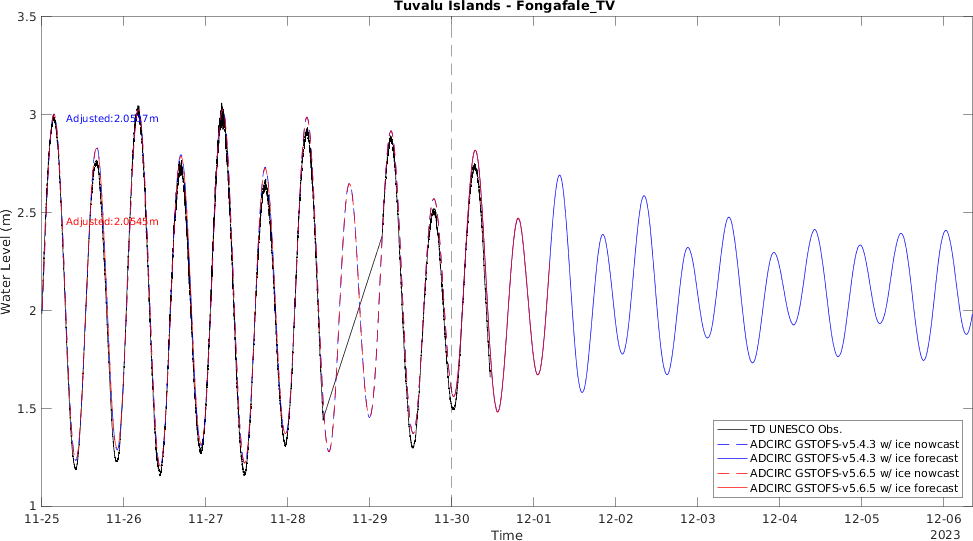 Tuvalu Islands - Fongafale_TV
3.5
3
2.5
2
1.5
1
Water Level (m)
Adjusted:2.0517m
Adjusted:2.0545m
TD UNESCO Obs.
ADCIRC GSTOFS-v5.4.3 w/ ice nowcast
ADCIRC GSTOFS-v5.4.3 w/ ice forecast
ADCIRC GSTOFS-v5.6.5 w/ ice nowcast
ADCIRC GSTOFS-v5.6.5 w/ ice forecast
11-25 11-26 11-27 11-28 11-29 11-30 12-01 12-02 12-03 12-04 12-05 12-06
Time
2023